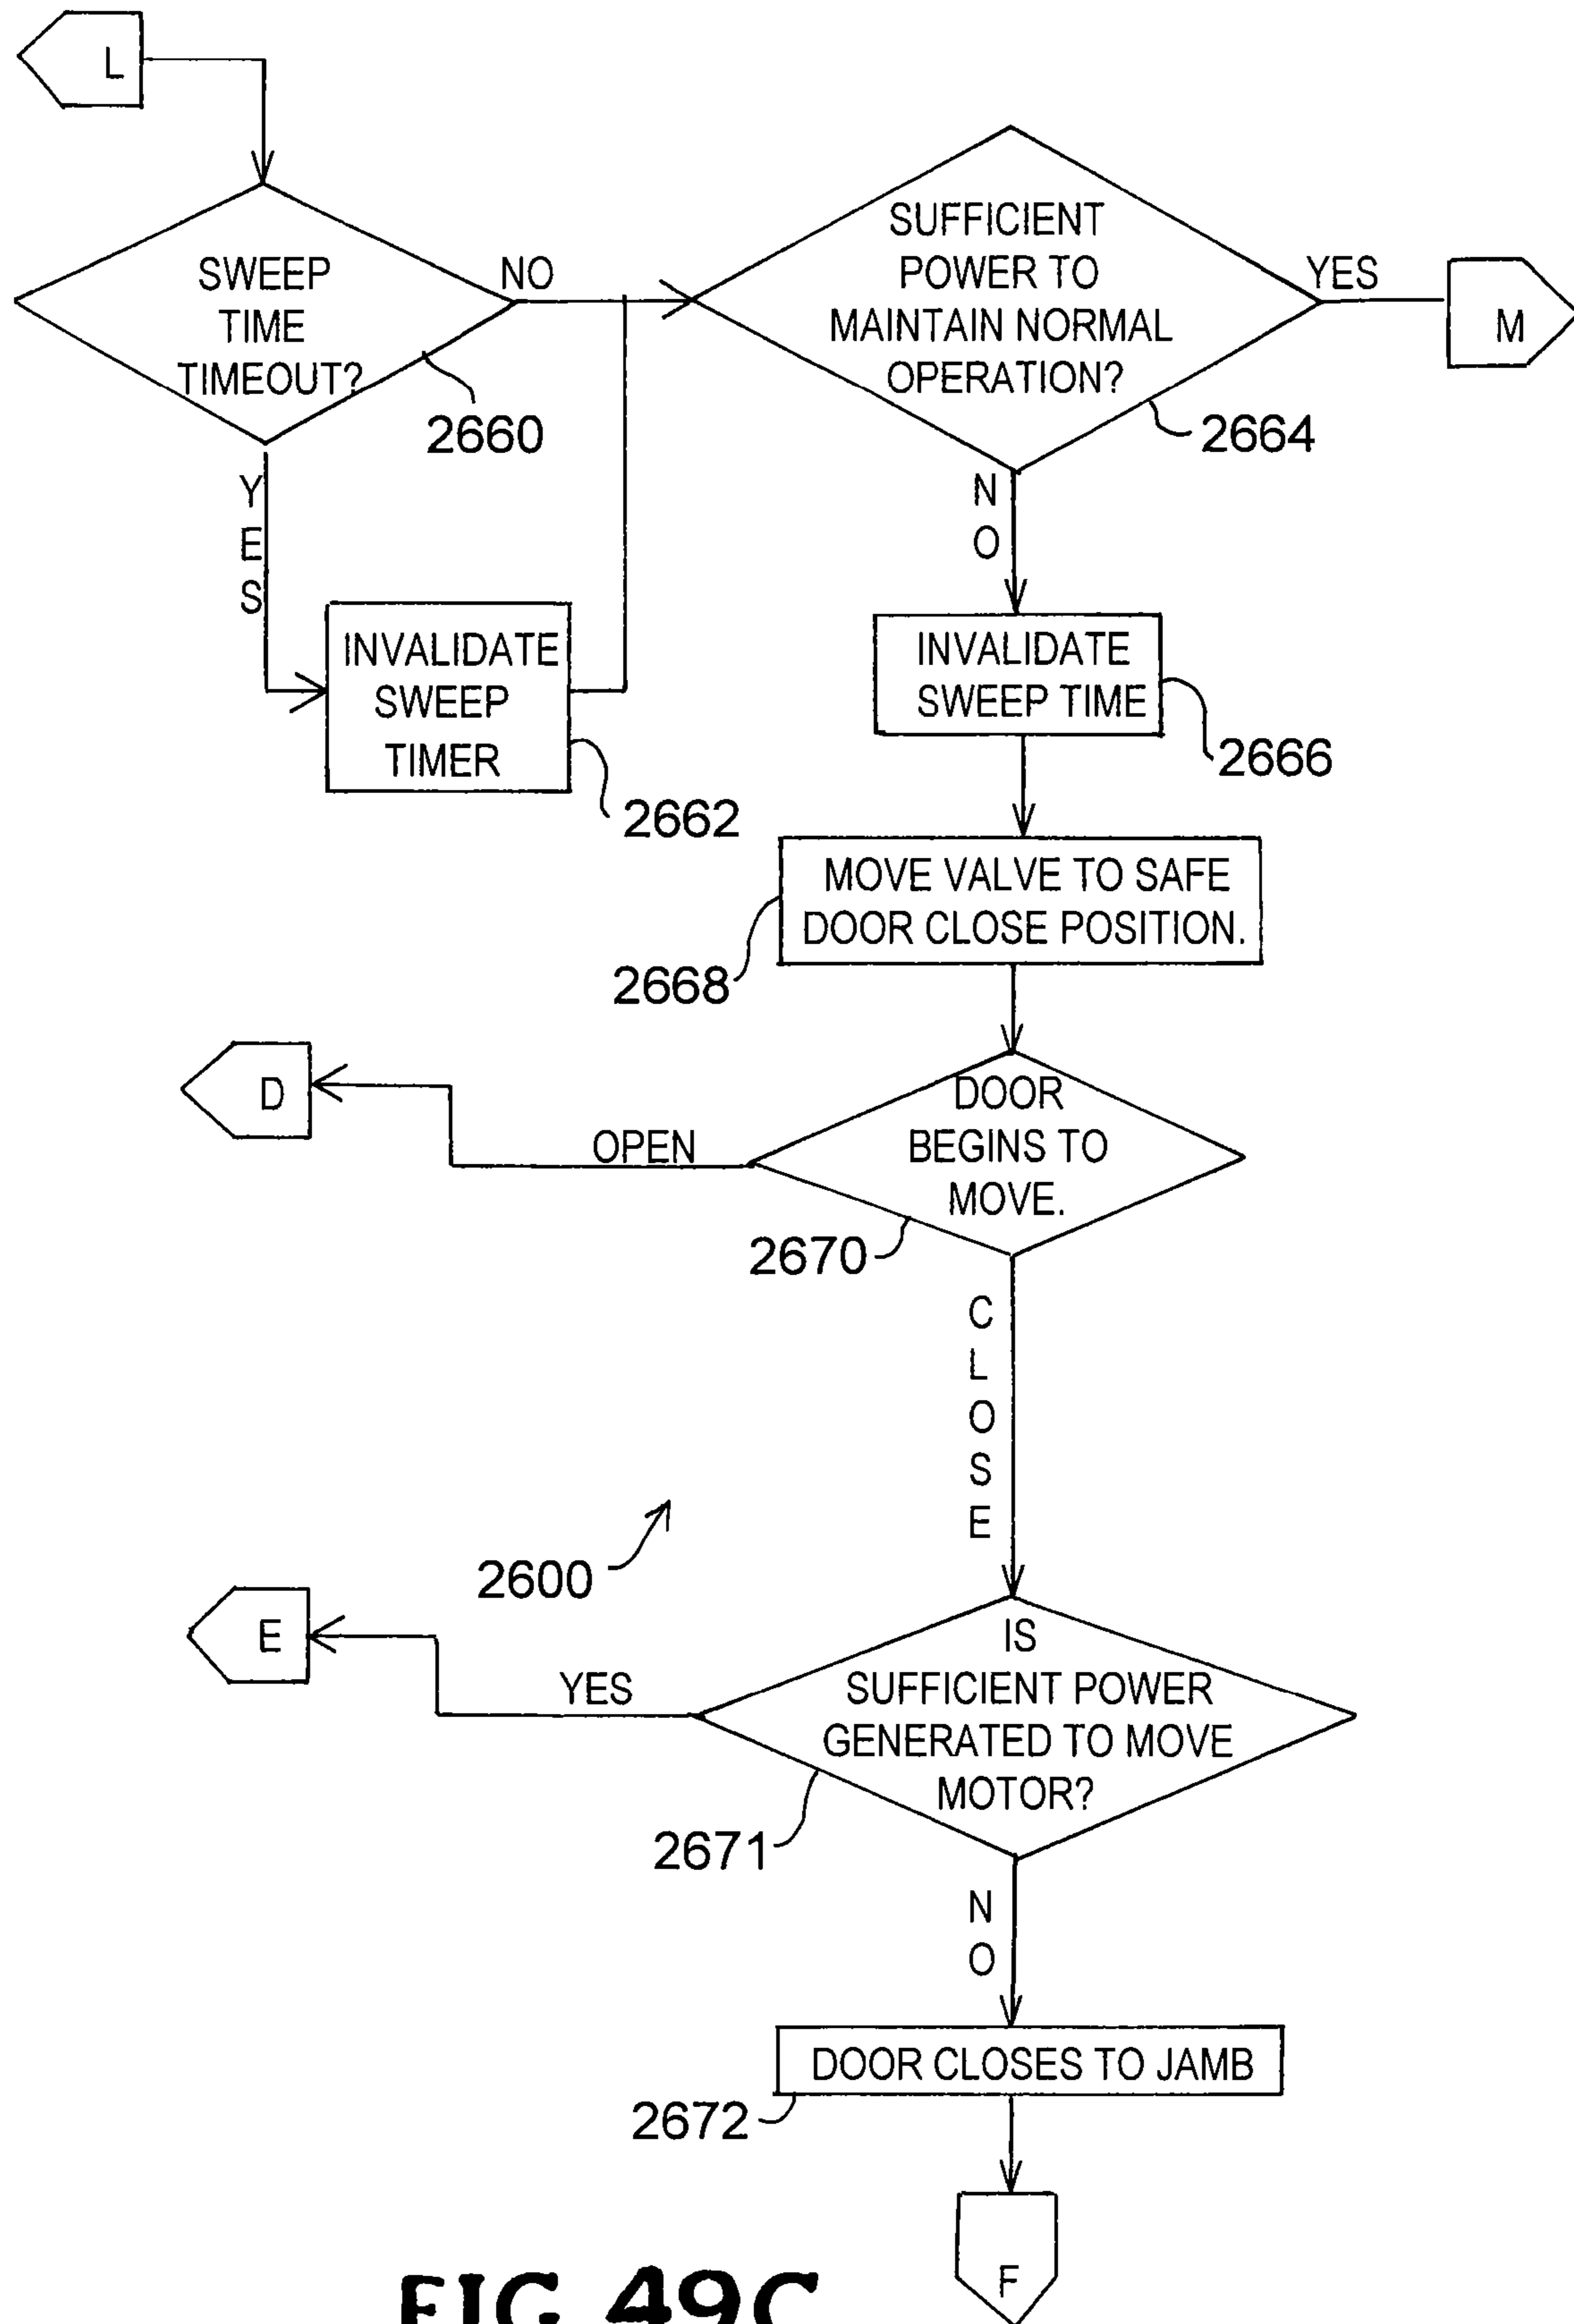 L
SWEEP
TIME
TIMEOUT?
NO
2660
YES
INVALIDATE
SWEEP
TIMER
2662
SUFFICIENT
POWER TO
MAINTAIN NORMAL
OPERATION?
YES
M
2664
NO
INVALIDATE
SWEEP TIME
2666
MOVE VALVE TO SAFE
DOOR CLOSE POSITION.
2668
DOOR
BEGINS TO
MOVE.
OPEN
D
2670
CLOSE
2600
IS
SUFFICIENT POWER
GENERATED TO MOVE
MOTOR?
YES
E
2671
NO
DOOR CLOSES TO JAMB
2672
F
FIG. 49C